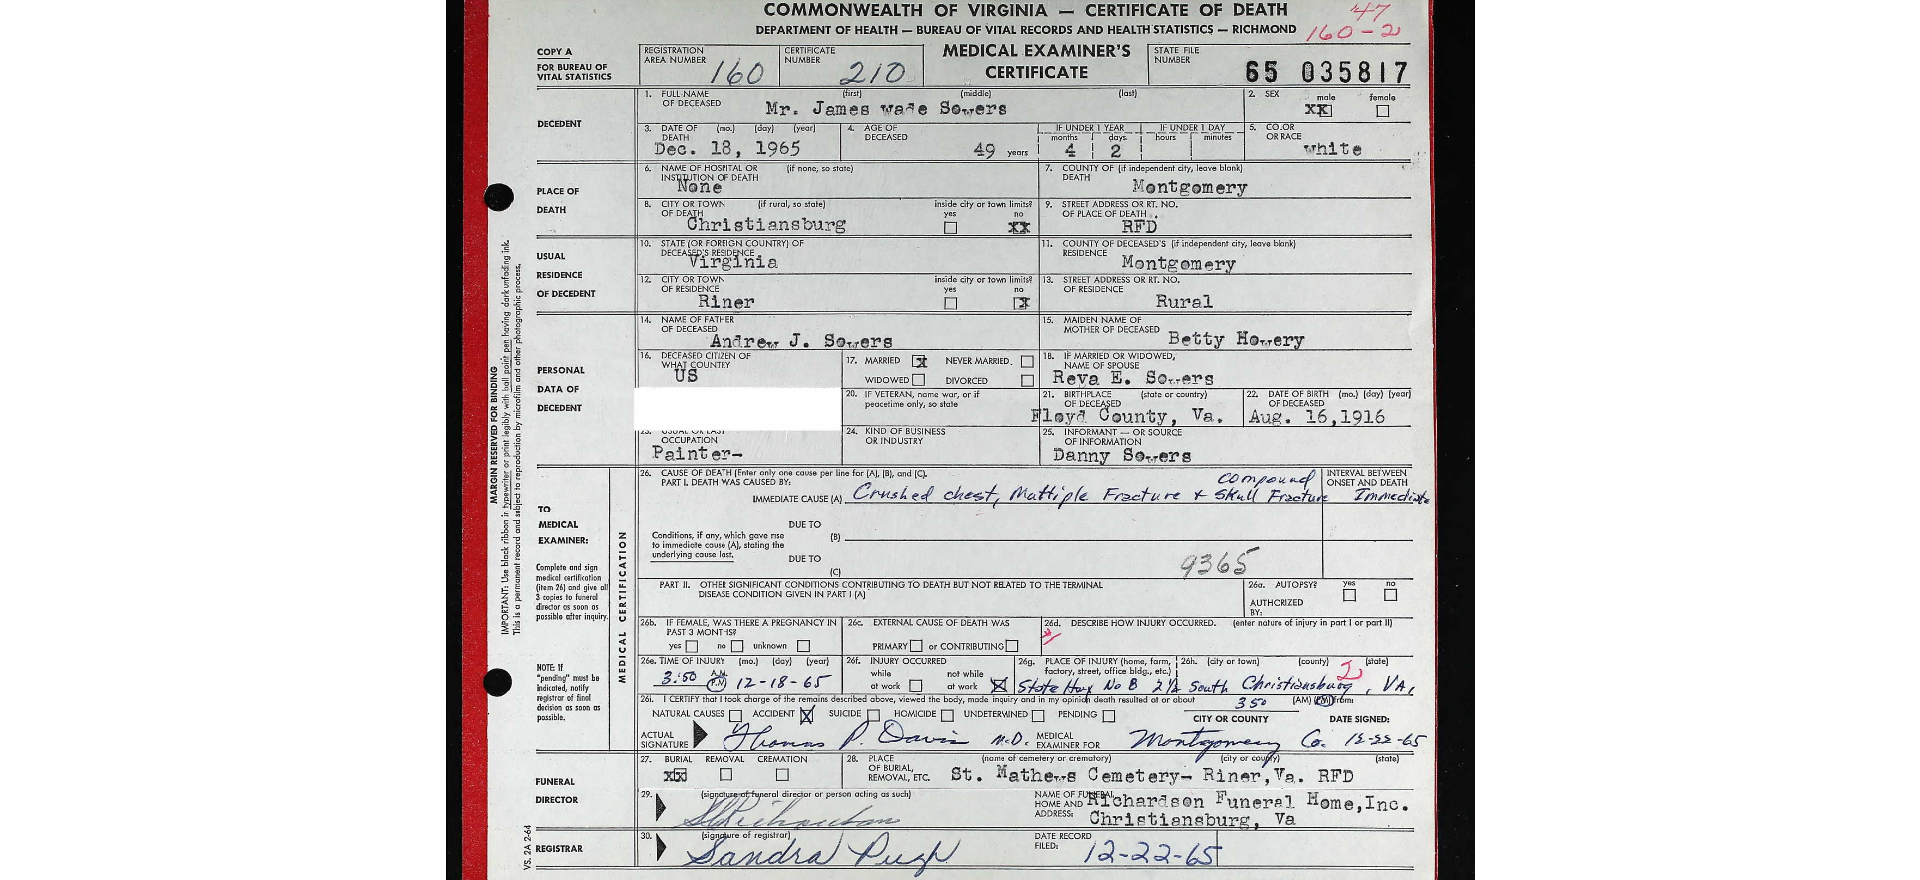 COMMONWEALTH OF VIRGINIA — CERTIFICATE OF DEATH
47
DEPARTMENT OF HEALTH — BUREAU OF VITAL RECORDS AND HEALTH STATISTICS — RICHMOND
160-2
COPY A
FOR BUREAU OF
VITAL STATISTICS
REGISTRATION
AREA NUMBER 160
CERTIFICATE
NUMBER 210
MEDICAL EXAMINER'S
CERTIFICATE
STATE FILE
NUMBER 65 035817
DECEDENT
1. FULL NAME (first) (middle) (last)
OF DECEASED Mr. James wade Sowers
2. SEX male female
XX
3. DATE OF (mo.) (day) (year)
DEATH
Dec. 18, 1965
4. AGE OF
DECEASED
49 years
IF UNDER 1 YEAR IF UNDER 1 DAY
months days hours minutes
4 2
5. COLOR
OR RACE
white
PLACE OF
DEATH
6. NAME OF HOSPITAL OR (if none, so state)
INSTITUTION OF DEATH
None
7. COUNTY OF (if independent city, leave blank)
DEATH Montgomery
8. CITY OR TOWN (if rural, so state)
OF DEATH
Christiansburg
inside city or town limits?
yes no
XX
9. STREET ADDRESS OR RT. NO.
OF PLACE OF DEATH
RFD
USUAL
RESIDENCE
OF DECEDENT
10. STATE (OR FOREIGN COUNTRY) OF
DECEASED'S RESIDENCE
Virginia
11. COUNTY OF DECEASED'S (if independent city, leave blank)
RESIDENCE Montgomery
12. CITY OR TOWN
OF RESIDENCE
Riner
inside city or town limits?
yes no
X
13. STREET ADDRESS OR RT. NO.
OF RESIDENCE Rural
PERSONAL
DATA OF
DECEDENT
14. NAME OF FATHER
OF DECEASED
Andrew J. Sowers
15. MAIDEN NAME OF
MOTHER OF DECEASED Betty Howery
16. DECEASED CITIZEN OF
WHAT COUNTRY
US
17. MARRIED X NEVER MARRIED
WIDOWED DIVORCED
18. IF MARRIED OR WIDOWED,
NAME OF SPOUSE
Reva E. Sowers
20. IF VETERAN, name war, or if
peacetime only, so state
21. BIRTHPLACE (state or country)
OF DECEASED
Floyd County, Va.
22. DATE OF BIRTH (mo.) (day) (year)
OF DECEASED
Aug. 16,1916
23. USUAL OR LAST
OCCUPATION
Painter-
24. KIND OF BUSINESS
OR INDUSTRY
25. INFORMANT — OR SOURCE
OF INFORMATION
Danny Sowers
MARGIN RESERVED FOR BINDING
IMPORTANT: Use black ribbon in typewriter or print legibly with ball point pen having dark unfading ink.
This is a permanent record and subject to reproduction by microfilm and other photographic process.
TO
MEDICAL
EXAMINER:
Complete and sign
medical certification
(item 26) and give all
3 copies to funeral
director as soon as
possible after inquiry.
NOTE: If
"pending" must be
indicated, notify
registrar of final
decision as soon as
possible.
MEDICAL CERTIFICATION
26. CAUSE OF DEATH (Enter only one cause per line for (A), (B), and (C).
PART I. DEATH WAS CAUSED BY:
IMMEDIATE CAUSE (A) Crushed chest, Multiple Fracture + compound Skull Fracture
INTERVAL BETWEEN
ONSET AND DEATH
Immediate
DUE TO
(B)
Conditions, if any, which gave rise
to immediate cause (A), stating the
underlying cause last.
DUE TO
(C)
9365
PART II. OTHER SIGNIFICANT CONDITIONS CONTRIBUTING TO DEATH BUT NOT RELATED TO THE TERMINAL
DISEASE CONDITION GIVEN IN PART I (A)
26a. AUTOPSY? yes no
AUTHORIZED
BY:
26b. IF FEMALE, WAS THERE A PREGNANCY IN
PAST 3 MONTHS?
yes no unknown
26c. EXTERNAL CAUSE OF DEATH WAS
PRIMARY or CONTRIBUTING
26d. DESCRIBE HOW INJURY OCCURRED. (enter nature of injury in part I or part II)
26e. TIME OF INJURY (mo.) (day) (year)
3:50 A.M. P.M. 12-18-65
26f. INJURY OCCURRED
while not while
at work at work X
26g. PLACE OF INJURY (home, farm,
factory, street, office bldg., etc.)
State Hwy No 8
26h. (city or town) (county) (state)
2 1/2 South Christiansburg, VA,
26i. I CERTIFY that I took charge of the remains described above, viewed the body, made inquiry and in my opinion death resulted at or about 350 (AM) (PM) from:
NATURAL CAUSES ACCIDENT X SUICIDE HOMICIDE UNDETERMINED PENDING
CITY OR COUNTY DATE SIGNED:
ACTUAL
SIGNATURE Thomas P. Davis M.D.
MEDICAL
EXAMINER FOR Montgomery Co. 12-22-65
FUNERAL
DIRECTOR
27. BURIAL REMOVAL CREMATION
XX
28. PLACE (name of cemetery or crematory) (city or county) (state)
OF BURIAL,
REMOVAL, ETC. St. Mathews Cemetery- Riner,Va. RFD
29. (signature of funeral director or person acting as such)
NAME OF FUNERAL
HOME AND
ADDRESS: Richardson Funeral Home,Inc.
Christiansburg, Va
REGISTRAR
30. (signature of registrar)
Sandra Pugh
DATE RECORD
FILED: 12-22-65
VS. 2A 2-64